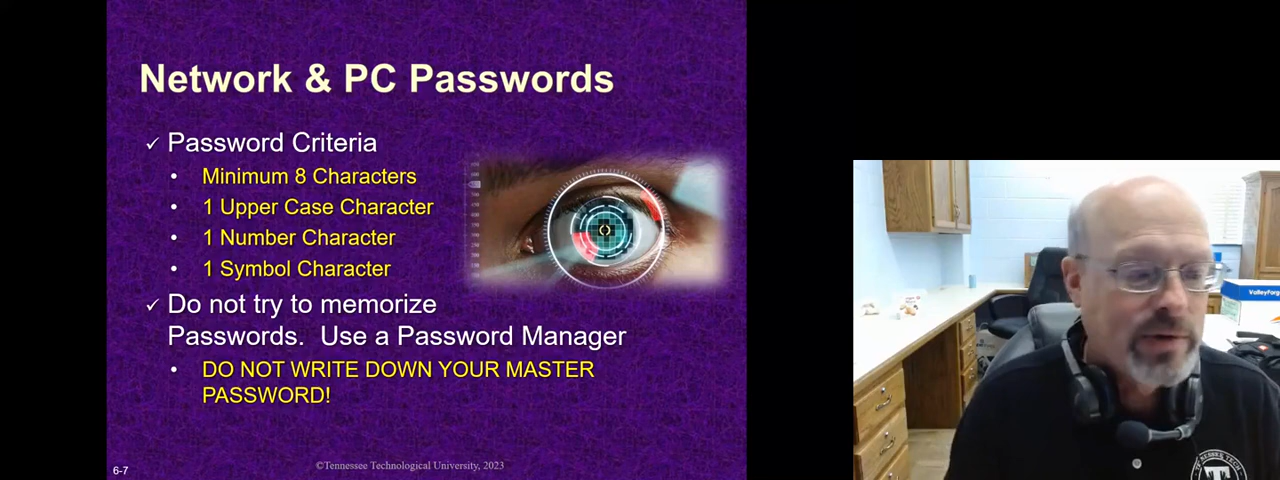 Network & PC Passwords
✓ Password Criteria
• Minimum 8 Characters
• 1 Upper Case Character
• 1 Number Character
• 1 Symbol Character
✓ Do not try to memorize
Passwords. Use a Password Manager
• DO NOT WRITE DOWN YOUR MASTER
PASSWORD!
6-7
©Tennessee Technological University, 2023
TENNESSEE TECH
T